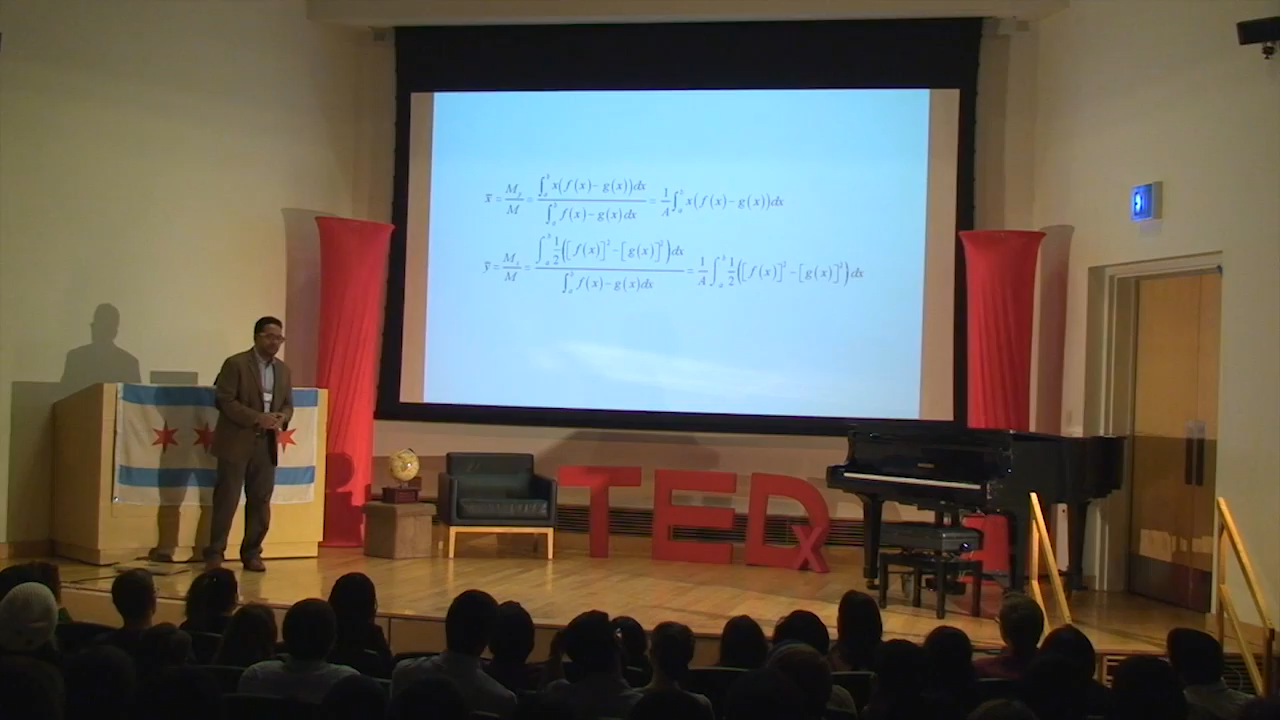 x̄ = M_y/M = ∫_a^b x(f(x) − g(x))dx / ∫_a^b f(x) − g(x)dx = 1/A ∫_a^b x(f(x) − g(x))dx
ȳ = M_x/M = ∫_a^b 1/2([f(x)]² − [g(x)]²)dx / ∫_a^b f(x) − g(x)dx = 1/A ∫_a^b 1/2([f(x)]² − [g(x)]²)dx
TEDx